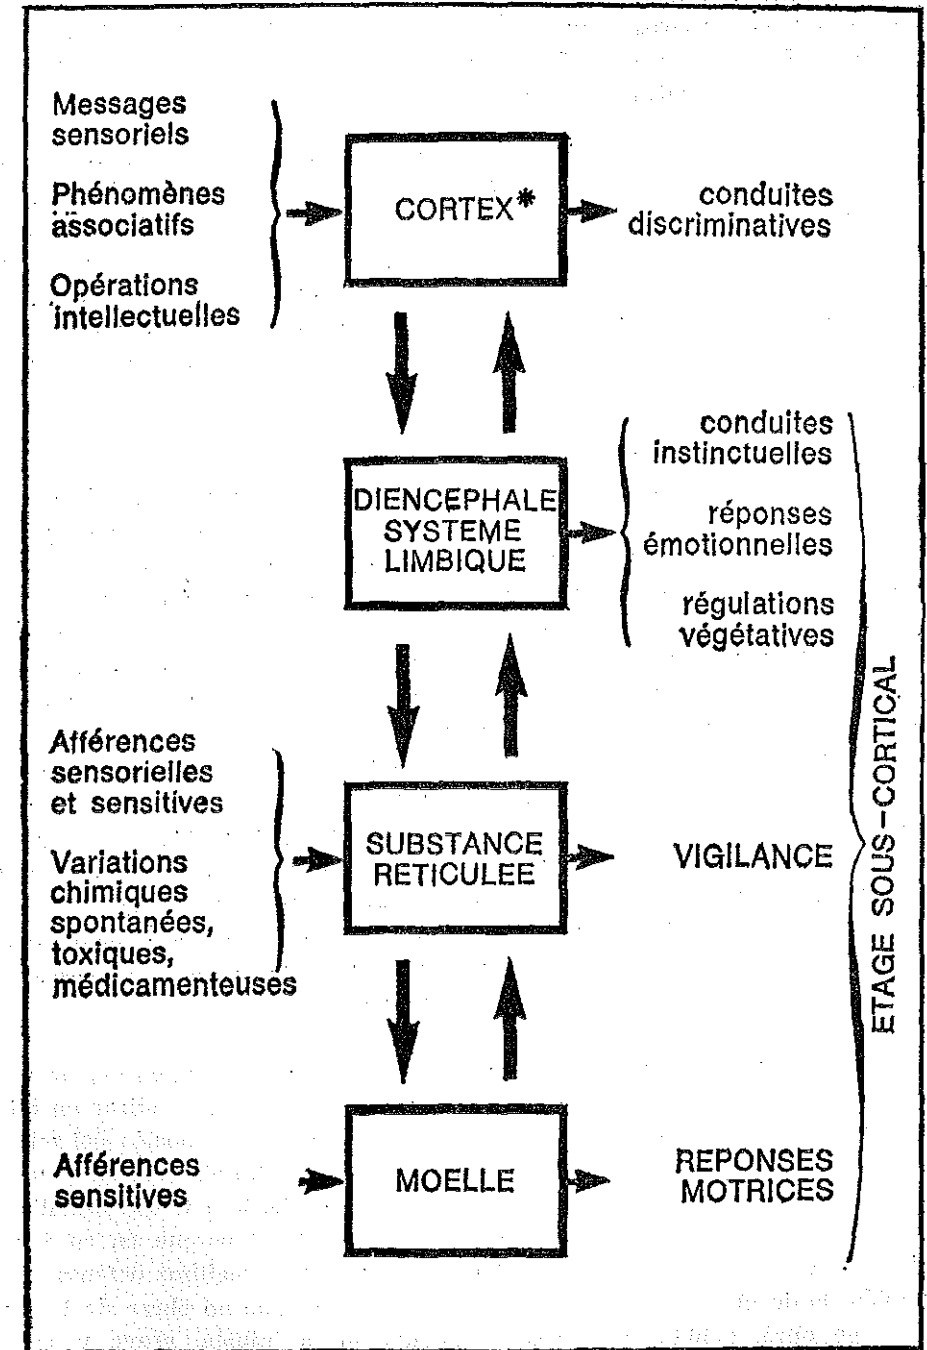 Messages
sensoriels
Phénomènes
associatifs
Opérations
intellectuelles
CORTEX*
conduites
discriminatives
DIENCEPHALE
SYSTEME
LIMBIQUE
conduites
instinctuelles
réponses
émotionnelles
régulations
végétatives
Afférences
sensorielles
et sensitives
Variations
chimiques
spontanées,
toxiques,
médicamenteuses
SUBSTANCE
RETICULEE
VIGILANCE
Afférences
sensitives
MOELLE
REPONSES
MOTRICES
ETAGE SOUS-CORTICAL